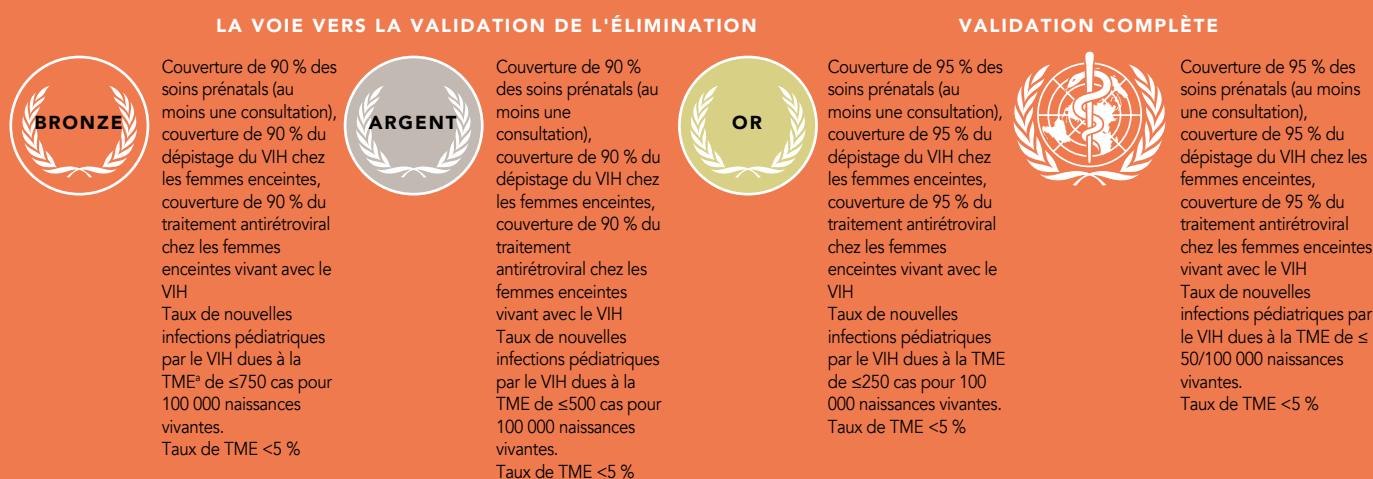 LA VOIE VERS LA VALIDATION DE L'ÉLIMINATION
BRONZE
Couverture de 90 % des
soins prénatals (au
moins une consultation),
couverture de 90 % du
dépistage du VIH chez
les femmes enceintes,
couverture de 90 % du
traitement antirétroviral
chez les femmes
enceintes vivant avec le
VIH
Taux de nouvelles
infections pédiatriques
par le VIH dues à la
TMEª de ≤750 cas pour
100 000 naissances
vivantes.
Taux de TME <5 %
ARGENT
Couverture de 90 %
des soins prénatals (au
moins une
consultation),
couverture de 90 % du
dépistage du VIH chez
les femmes enceintes,
couverture de 90 % du
traitement
antirétroviral chez les
femmes enceintes
vivant avec le VIH
Taux de nouvelles
infections pédiatriques
par le VIH dues à la
TME de ≤500 cas pour
100 000 naissances
vivantes.
Taux de TME <5 %
OR
Couverture de 95 % des
soins prénatals (au
moins une consultation),
couverture de 95 % du
dépistage du VIH chez
les femmes enceintes,
couverture de 95 % du
traitement antirétroviral
chez les femmes
enceintes vivant avec le
VIH
Taux de nouvelles
infections pédiatriques
par le VIH dues à la TME
de ≤250 cas pour 100
000 naissances vivantes.
Taux de TME <5 %
VALIDATION COMPLÈTE
Couverture de 95 % des
soins prénatals (au moins
une consultation),
couverture de 95 % du
dépistage du VIH chez les
femmes enceintes,
couverture de 95 % du
traitement antirétroviral
chez les femmes enceintes
vivant avec le VIH
Taux de nouvelles
infections pédiatriques par
le VIH dues à la TME de ≤
50/100 000 naissances
vivantes.
Taux de TME <5 %